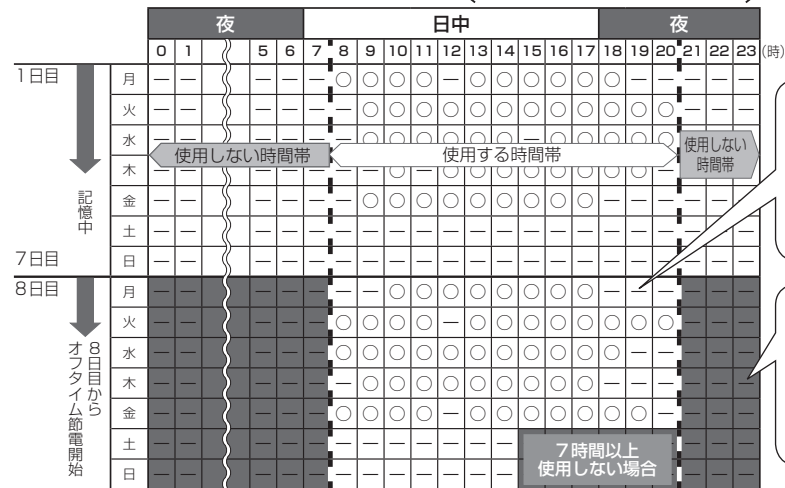 夜 日中 夜
0 1 5 6 7 8 9 10 11 12 13 14 15 16 17 18 19 20 21 22 23 (時)
1日目
月
火
水
使用しない時間帯 使用する時間帯 使用しない
時間帯
木
記憶中
金
土
7日目 日
8日目 月
火
8日目から
オフタイム節電開始
水
木
金
土
日
7時間以上
使用しない場合